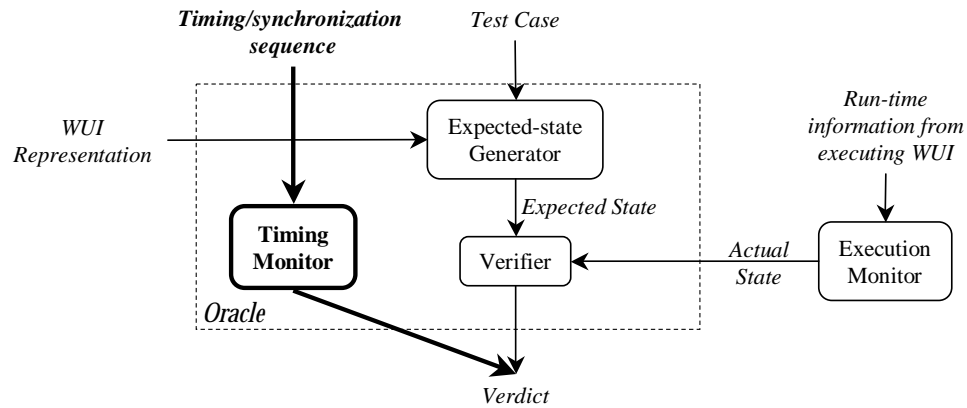 Timing/synchronization
sequence
Test Case
WUI
Representation
Expected-state
Generator
Run-time
information from
executing WUI
Expected State
Timing
Monitor
Verifier
Actual
State
Execution
Monitor
Oracle
Verdict